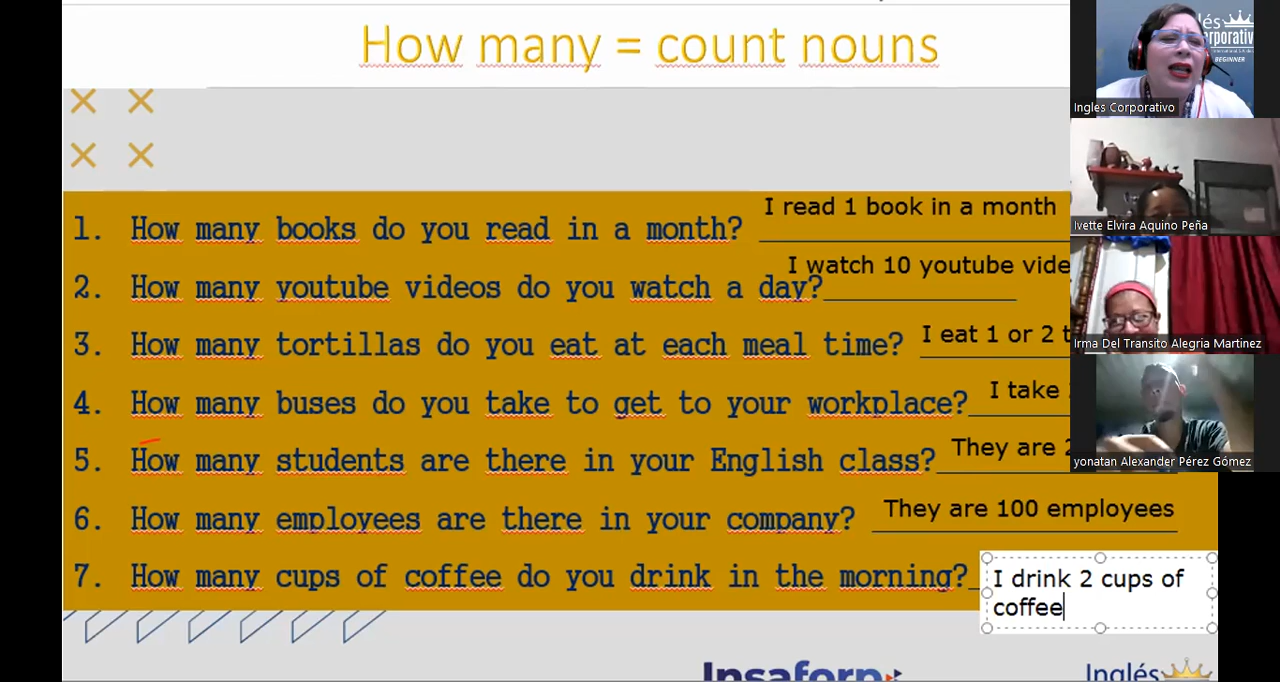 How many = count nouns
1. How many books do you read in a month? I read 1 book in a month
2. How many youtube videos do you watch a day? I watch 10 youtube vide
3. How many tortillas do you eat at each meal time? I eat 1 or 2 t
4. How many buses do you take to get to your workplace? I take
5. How many students are there in your English class? They are 2
6. How many employees are there in your company? They are 100 employees
7. How many cups of coffee do you drink in the morning? I drink 2 cups of
coffee
Insaforp
Inglés
glés
orporativ
BEGINNER
Ingles Corporativo
Ivette Elvira Aquino Peña
Irma Del Transito Alegria Martinez
yonatan Alexander Pérez Gómez